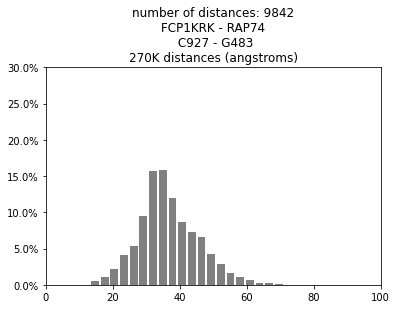 number of distances: 9842
FCP1KRK - RAP74
C927 - G483
270K distances (angstroms)
30.0%
25.0%
20.0%
15.0%
10.0%
5.0%
0.0%
0 20 40 60 80 100